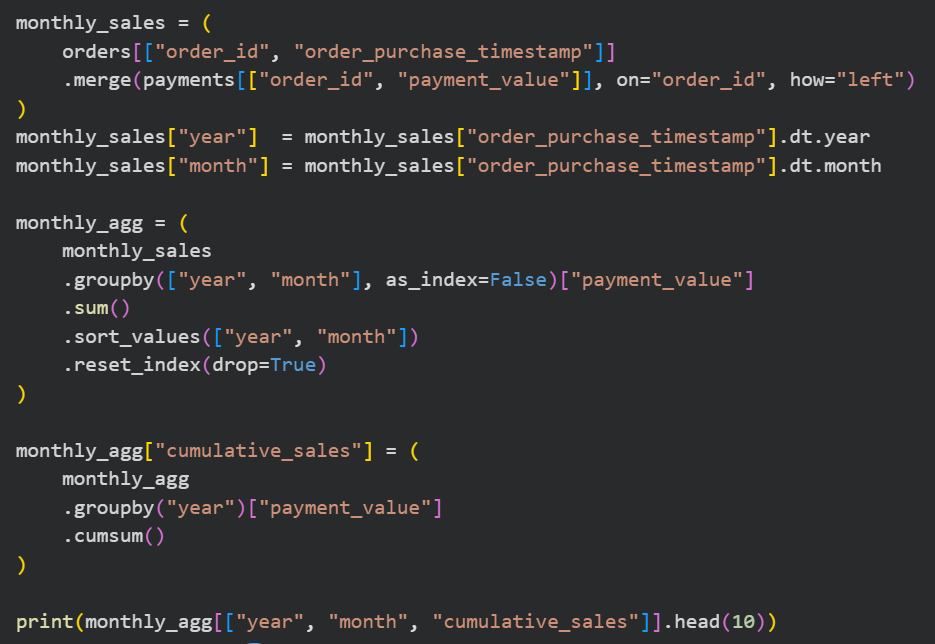 monthly_sales = (
    orders[["order_id", "order_purchase_timestamp"]]
    .merge(payments[["order_id", "payment_value"]], on="order_id", how="left")
)
monthly_sales["year"]  = monthly_sales["order_purchase_timestamp"].dt.year
monthly_sales["month"] = monthly_sales["order_purchase_timestamp"].dt.month

monthly_agg = (
    monthly_sales
    .groupby(["year", "month"], as_index=False)["payment_value"]
    .sum()
    .sort_values(["year", "month"])
    .reset_index(drop=True)
)

monthly_agg["cumulative_sales"] = (
    monthly_agg
    .groupby("year")["payment_value"]
    .cumsum()
)

print(monthly_agg[["year", "month", "cumulative_sales"]].head(10))